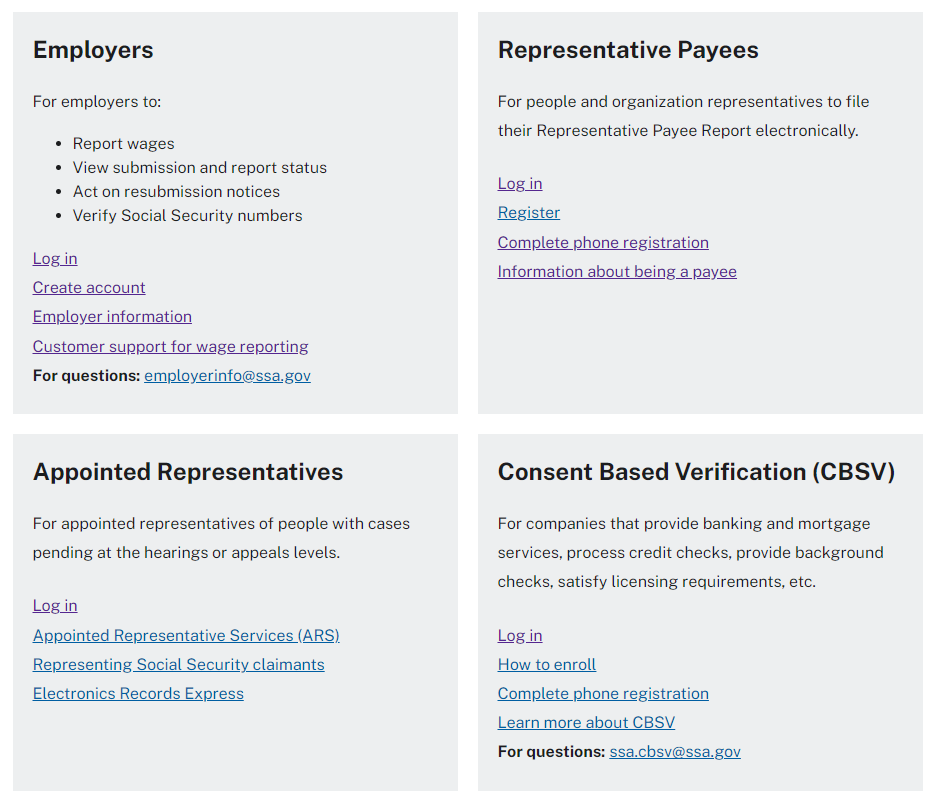 Employers
For employers to:
• Report wages
• View submission and report status
• Act on resubmission notices
• Verify Social Security numbers
Log in
Create account
Employer information
Customer support for wage reporting
For questions: employerinfo@ssa.gov
Representative Payees
For people and organization representatives to file
their Representative Payee Report electronically.
Log in
Register
Complete phone registration
Information about being a payee
Appointed Representatives
For appointed representatives of people with cases
pending at the hearings or appeals levels.
Log in
Appointed Representative Services (ARS)
Representing Social Security claimants
Electronics Records Express
Consent Based Verification (CBSV)
For companies that provide banking and mortgage
services, process credit checks, provide background
checks, satisfy licensing requirements, etc.
Log in
How to enroll
Complete phone registration
Learn more about CBSV
For questions: ssa.cbsv@ssa.gov